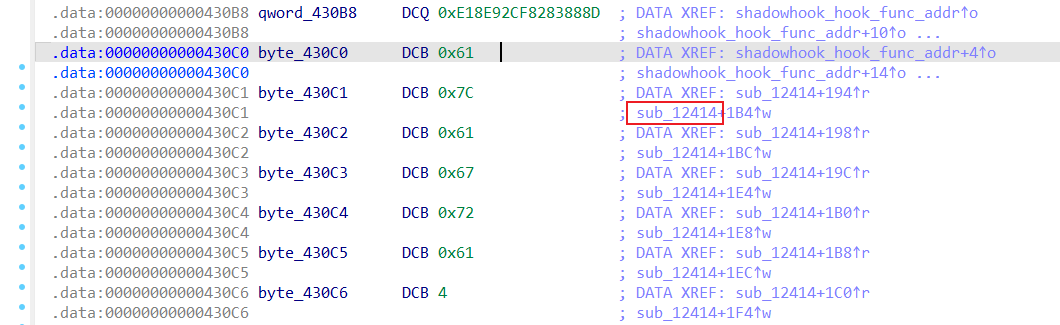 .data:00000000000430B8 qword_430B8 DCQ 0xE18E92CF8283888D ; DATA XREF: shadowhook_hook_func_addr↑o
.data:00000000000430B8 ; shadowhook_hook_func_addr+10↑o ...
.data:00000000000430C0 byte_430C0 DCB 0x61 ; DATA XREF: shadowhook_hook_func_addr+4↑o
.data:00000000000430C0 ; shadowhook_hook_func_addr+14↑o ...
.data:00000000000430C1 byte_430C1 DCB 0x7C ; DATA XREF: sub_12414+194↑r
.data:00000000000430C1 ; sub_12414+1B4↑w
.data:00000000000430C2 byte_430C2 DCB 0x61 ; DATA XREF: sub_12414+198↑r
.data:00000000000430C2 ; sub_12414+1BC↑w
.data:00000000000430C3 byte_430C3 DCB 0x67 ; DATA XREF: sub_12414+19C↑r
.data:00000000000430C3 ; sub_12414+1E4↑w
.data:00000000000430C4 byte_430C4 DCB 0x72 ; DATA XREF: sub_12414+1B0↑r
.data:00000000000430C4 ; sub_12414+1E8↑w
.data:00000000000430C5 byte_430C5 DCB 0x61 ; DATA XREF: sub_12414+1B8↑r
.data:00000000000430C5 ; sub_12414+1EC↑w
.data:00000000000430C6 byte_430C6 DCB 4 ; DATA XREF: sub_12414+1C0↑r
.data:00000000000430C6 ; sub_12414+1F4↑w